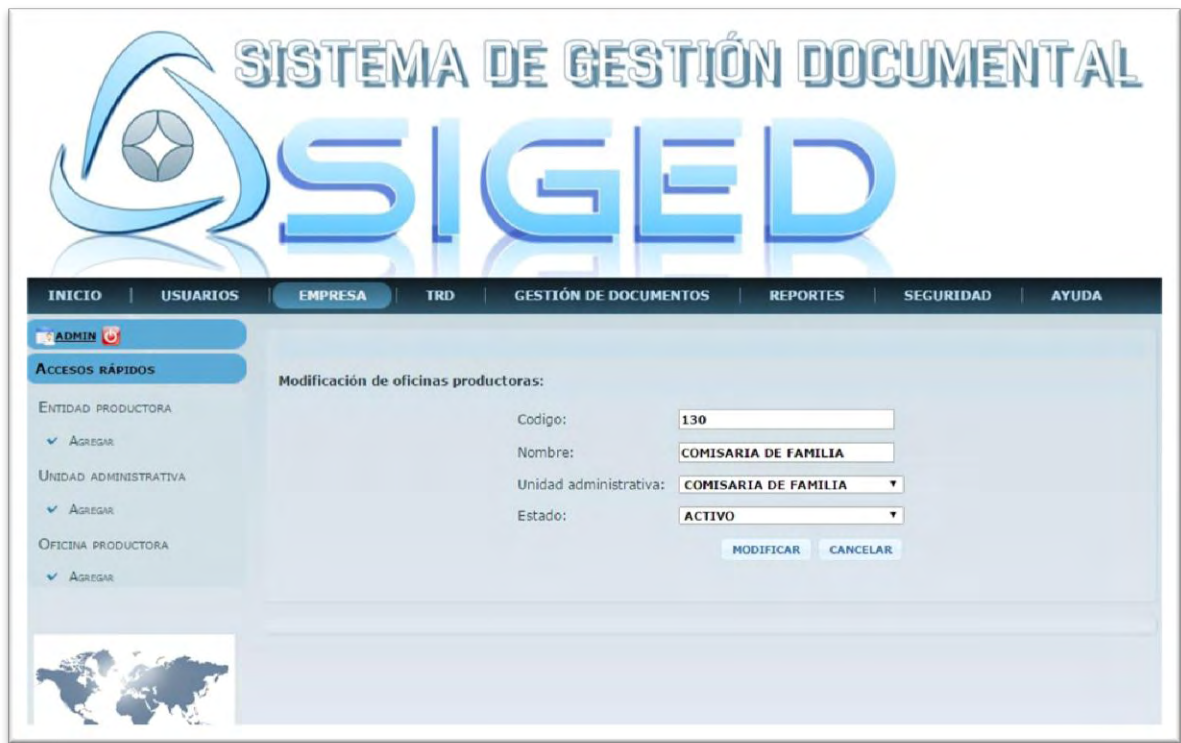 SISTEMA DE GESTIÓN DOCUMENTAL
SIGED
INICIO | USUARIOS | EMPRESA | TRD | GESTIÓN DE DOCUMENTOS | REPORTES | SEGURIDAD | AYUDA
ADMIN
ACCESOS RÁPIDOS
ENTIDAD PRODUCTORA
AGREGAR
UNIDAD ADMINISTRATIVA
AGREGAR
OFICINA PRODUCTORA
AGREGAR
Modificación de oficinas productoras:
Codigo: 130
Nombre: COMISARIA DE FAMILIA
Unidad administrativa: COMISARIA DE FAMILIA
Estado: ACTIVO
MODIFICAR CANCELAR